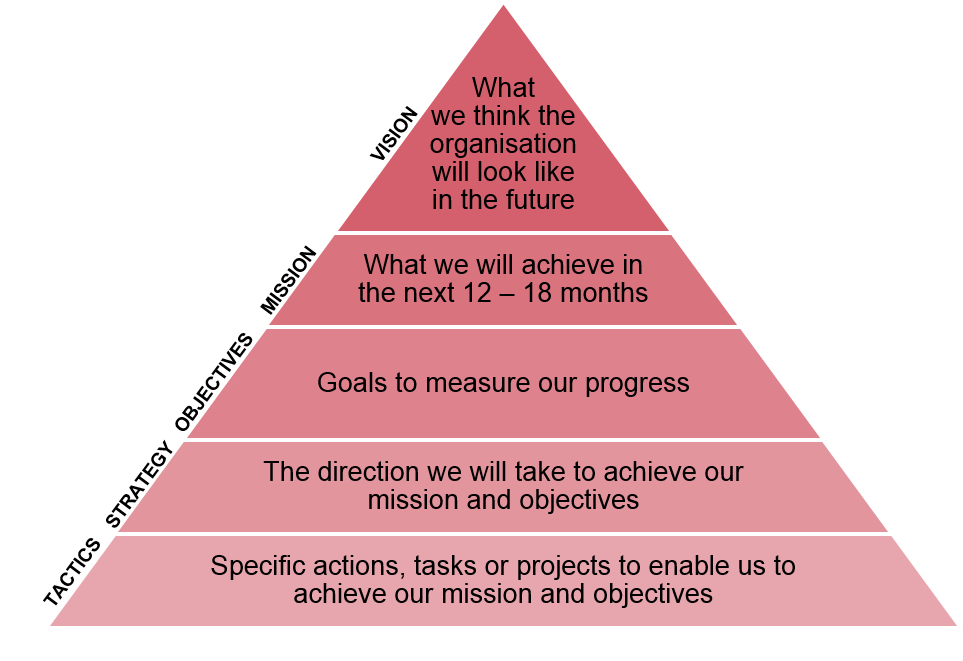 VISION
What
we think the
organisation
will look like
in the future
MISSION
What we will achieve in
the next 12 – 18 months
OBJECTIVES
Goals to measure our progress
STRATEGY
The direction we will take to achieve our
mission and objectives
TACTICS
Specific actions, tasks or projects to enable us to
achieve our mission and objectives